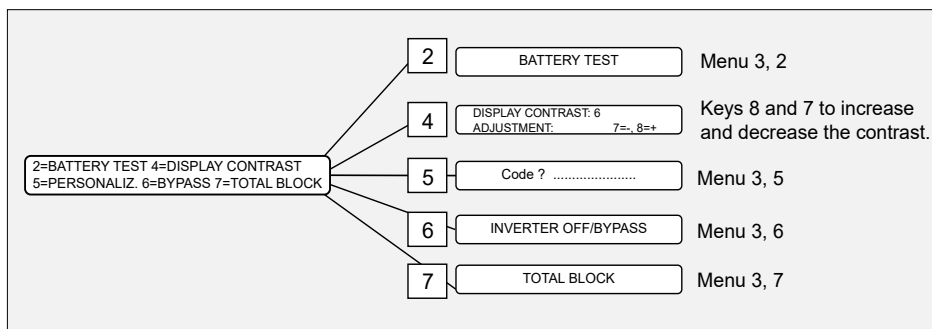 2
BATTERY TEST
Menu 3, 2
4
DISPLAY CONTRAST: 6
ADJUSTMENT: 7=-, 8=+
Keys 8 and 7 to increase
and decrease the contrast.
2=BATTERY TEST 4=DISPLAY CONTRAST
5=PERSONALIZ. 6=BYPASS 7=TOTAL BLOCK
5
Code ? ......................
Menu 3, 5
6
INVERTER OFF/BYPASS
Menu 3, 6
7
TOTAL BLOCK
Menu 3, 7